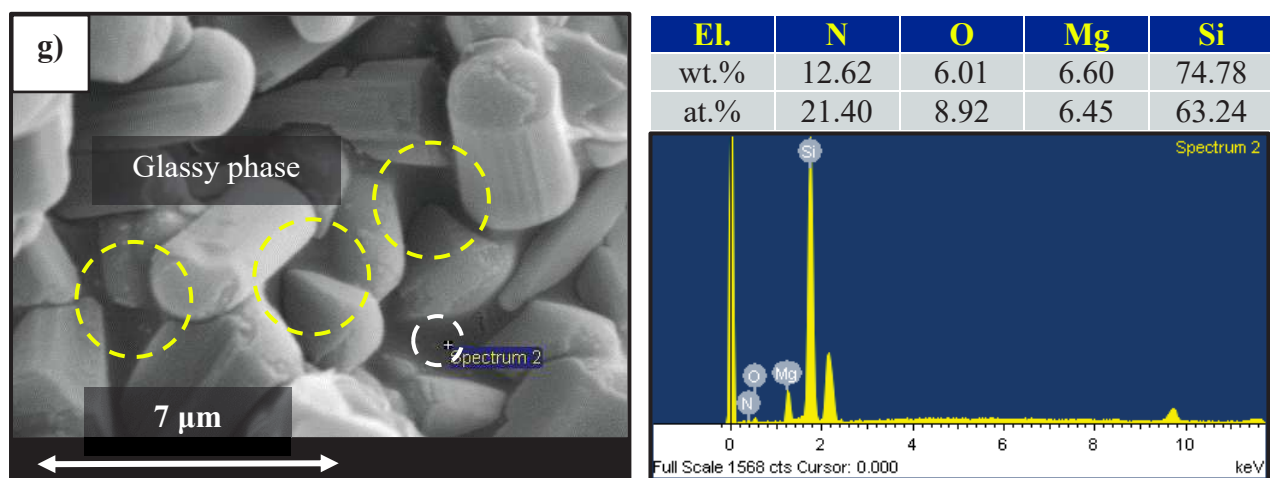 g)
Glassy phase
Spectrum 2
7 μm
El. N O Mg Si
wt.% 12.62 6.01 6.60 74.78
at.% 21.40 8.92 6.45 63.24
Spectrum 2
Si
O
Mg
N
0 2 4 6 8 10
Full Scale 1568 cts Cursor: 0.000 keV